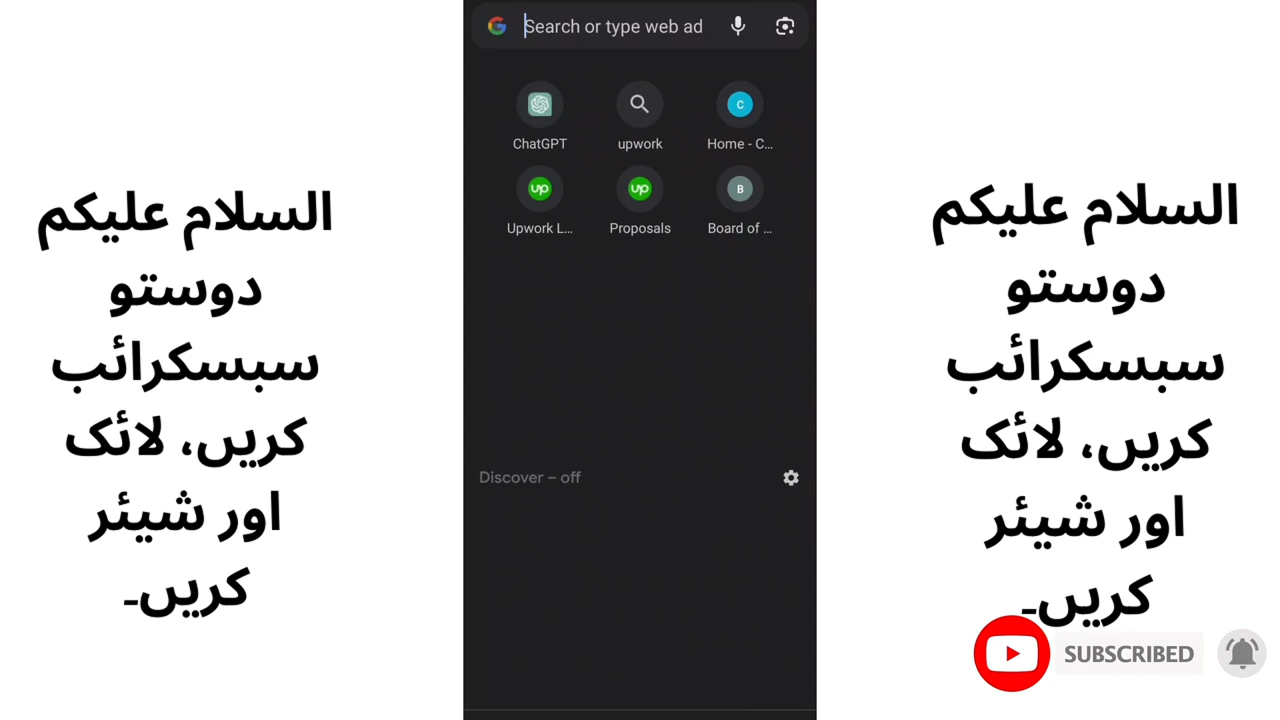 السلام علیکم
دوستو
سبسکرائب
کریں، لائک
اور شیئر
کریں۔
Search or type web ad
ChatGPT
upwork
Home - C...
Upwork L...
Proposals
Board of ...
Discover – off
السلام علیکم
دوستو
سبسکرائب
کریں، لائک
اور شیئر
کریں۔
SUBSCRIBED